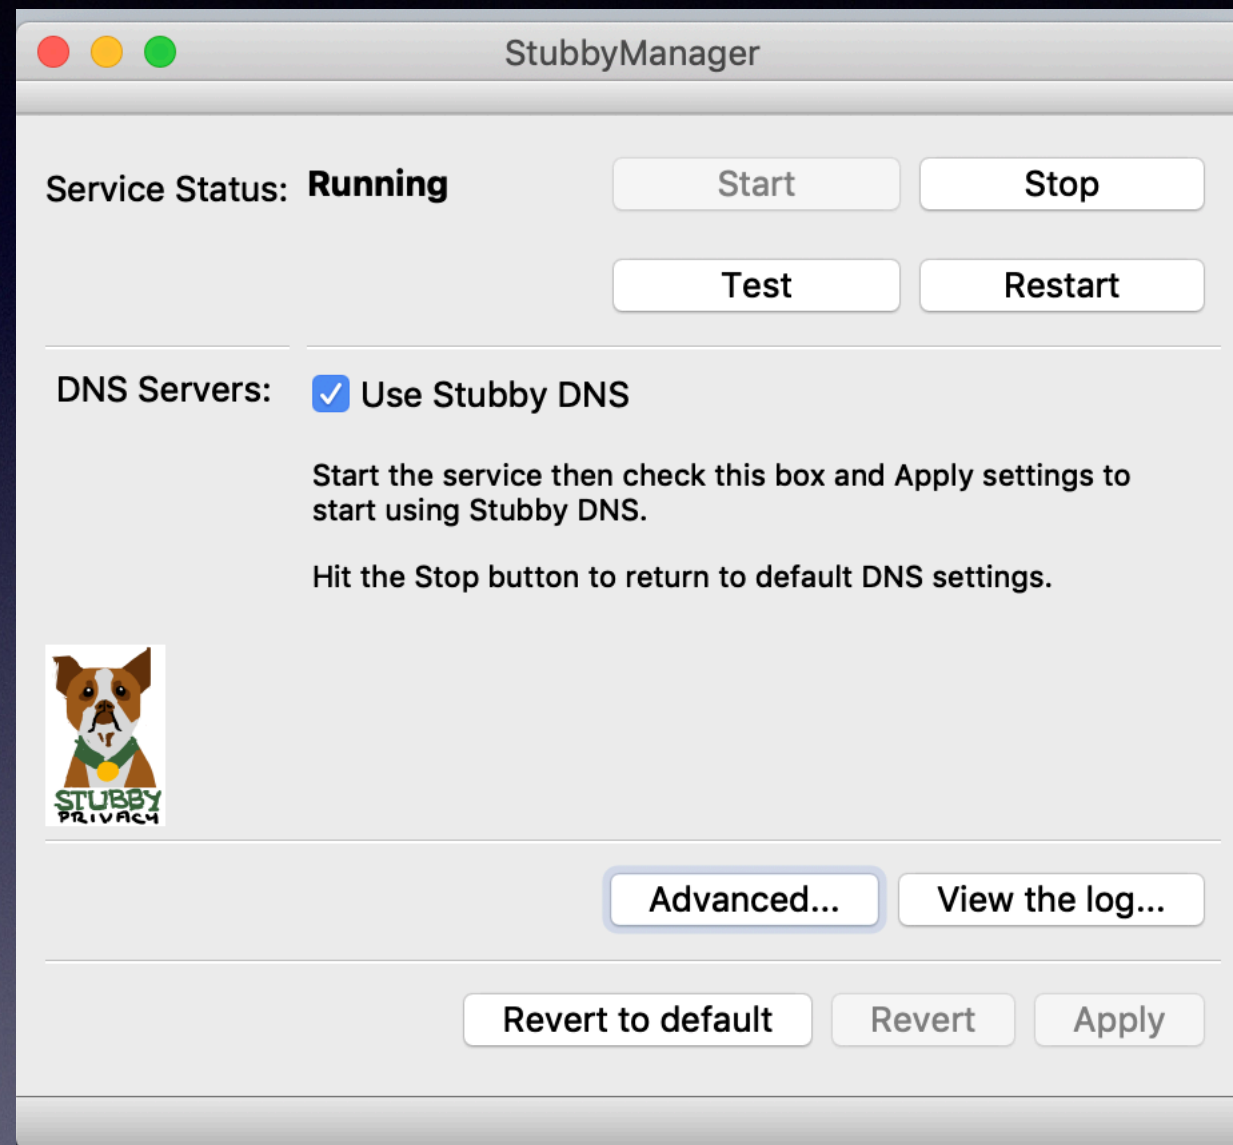 StubbyManager
Service Status: Running Start Stop
Test Restart
DNS Servers: Use Stubby DNS
Start the service then check this box and Apply settings to
start using Stubby DNS.
Hit the Stop button to return to default DNS settings.
STUBBY
PRIVACY
Advanced... View the log...
Revert to default Revert Apply